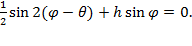 ½ sin 2(φ − θ) + h sin φ = 0.